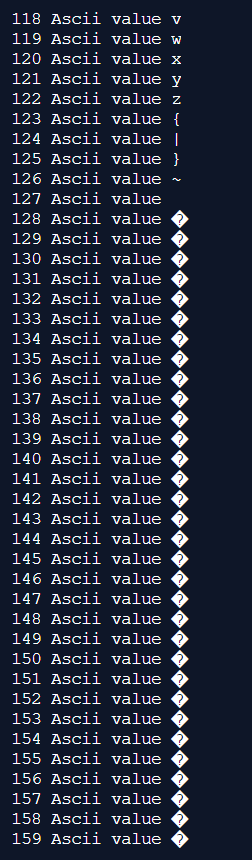 118 Ascii value v
119 Ascii value w
120 Ascii value x
121 Ascii value y
122 Ascii value z
123 Ascii value {
124 Ascii value |
125 Ascii value }
126 Ascii value ~
127 Ascii value
128 Ascii value �
129 Ascii value �
130 Ascii value �
131 Ascii value �
132 Ascii value �
133 Ascii value �
134 Ascii value �
135 Ascii value �
136 Ascii value �
137 Ascii value �
138 Ascii value �
139 Ascii value �
140 Ascii value �
141 Ascii value �
142 Ascii value �
143 Ascii value �
144 Ascii value �
145 Ascii value �
146 Ascii value �
147 Ascii value �
148 Ascii value �
149 Ascii value �
150 Ascii value �
151 Ascii value �
152 Ascii value �
153 Ascii value �
154 Ascii value �
155 Ascii value �
156 Ascii value �
157 Ascii value �
158 Ascii value �
159 Ascii value �